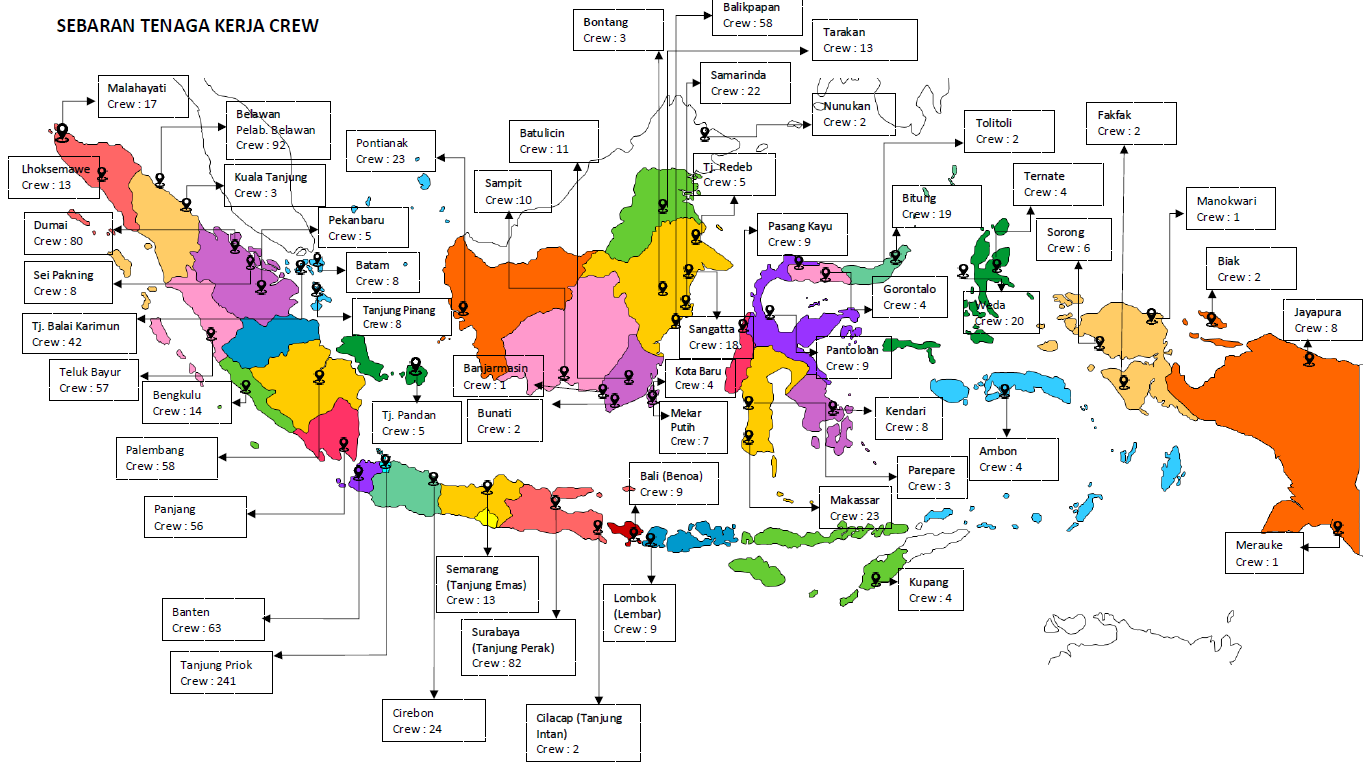 SEBARAN TENAGA KERJA CREW
Balikpapan
Crew : 58
Bontang
Crew : 3
Tarakan
Crew : 13
Malahayati
Crew : 17
Samarinda
Crew : 22
Nunukan
Crew : 2
Belawan
Pelab. Belawan
Crew : 92
Pontianak
Crew : 23
Batulicin
Crew : 11
Tolitoli
Crew : 2
Fakfak
Crew : 2
Lhoksemawe
Crew : 13
Kuala Tanjung
Crew : 3
Sampit
Crew :10
Tj. Redeb
Crew : 5
Bitung
Crew : 19
Ternate
Crew : 4
Manokwari
Crew : 1
Dumai
Crew : 80
Pekanbaru
Crew : 5
Pasang Kayu
Crew : 9
Sorong
Crew : 6
Biak
Crew : 2
Sei Pakning
Crew : 8
Batam
Crew : 8
Gorontalo
Crew : 4
Weda
Crew : 20
Jayapura
Crew : 8
Tj. Balai Karimun
Crew : 42
Tanjung Pinang
Crew : 8
Sangatta
Crew : 18
Pantoloan
Crew : 9
Teluk Bayur
Crew : 57
Bengkulu
Crew : 14
Banjarmasin
Crew : 1
Kota Baru
Crew : 4
Tj. Pandan
Crew : 5
Bunati
Crew : 2
Mekar
Putih
Crew : 7
Kendari
Crew : 8
Palembang
Crew : 58
Ambon
Crew : 4
Parepare
Crew : 3
Bali (Benoa)
Crew : 9
Makassar
Crew : 23
Panjang
Crew : 56
Merauke
Crew : 1
Semarang
(Tanjung Emas)
Crew : 13
Kupang
Crew : 4
Lombok
(Lembar)
Crew : 9
Banten
Crew : 63
Surabaya
(Tanjung Perak)
Crew : 82
Tanjung Priok
Crew : 241
Cirebon
Crew : 24
Cilacap (Tanjung
Intan)
Crew : 2